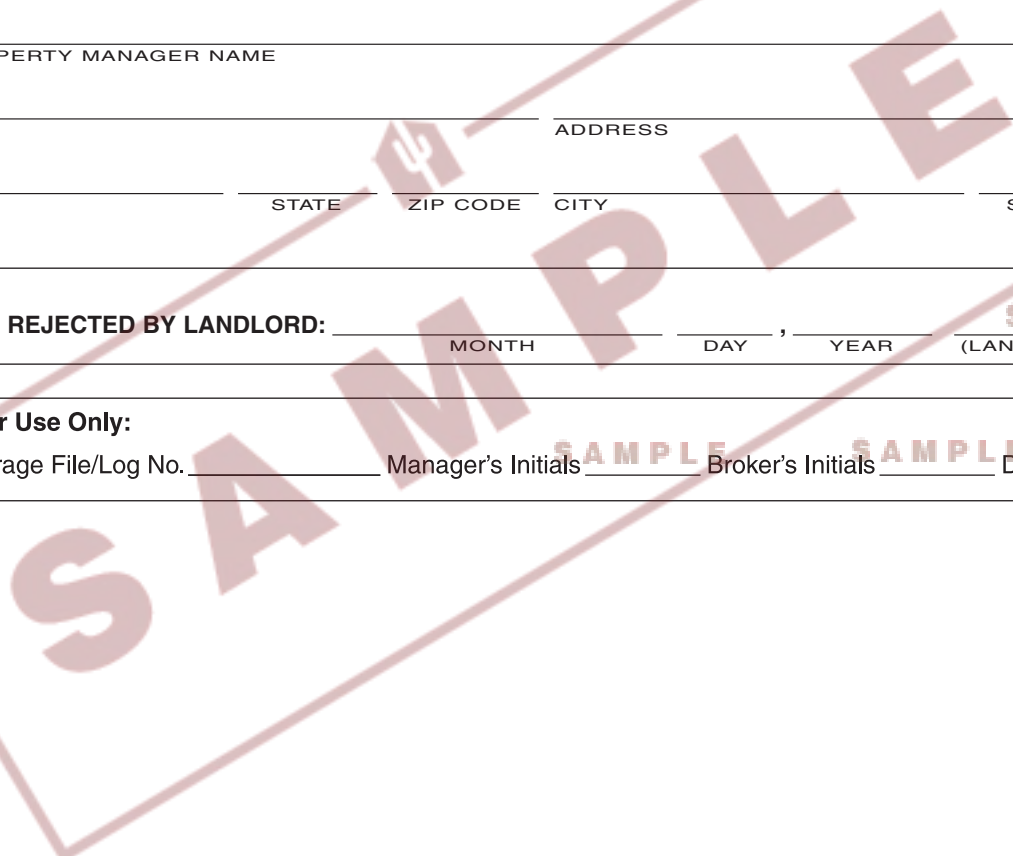 PERTY MANAGER NAME
ADDRESS
STATE ZIP CODE CITY S
REJECTED BY LANDLORD:
MONTH DAY , YEAR (LAN
r Use Only:
rage File/Log No. Manager's Initials SAMPLE Broker's Initials SAMPLE D
SAMPLE